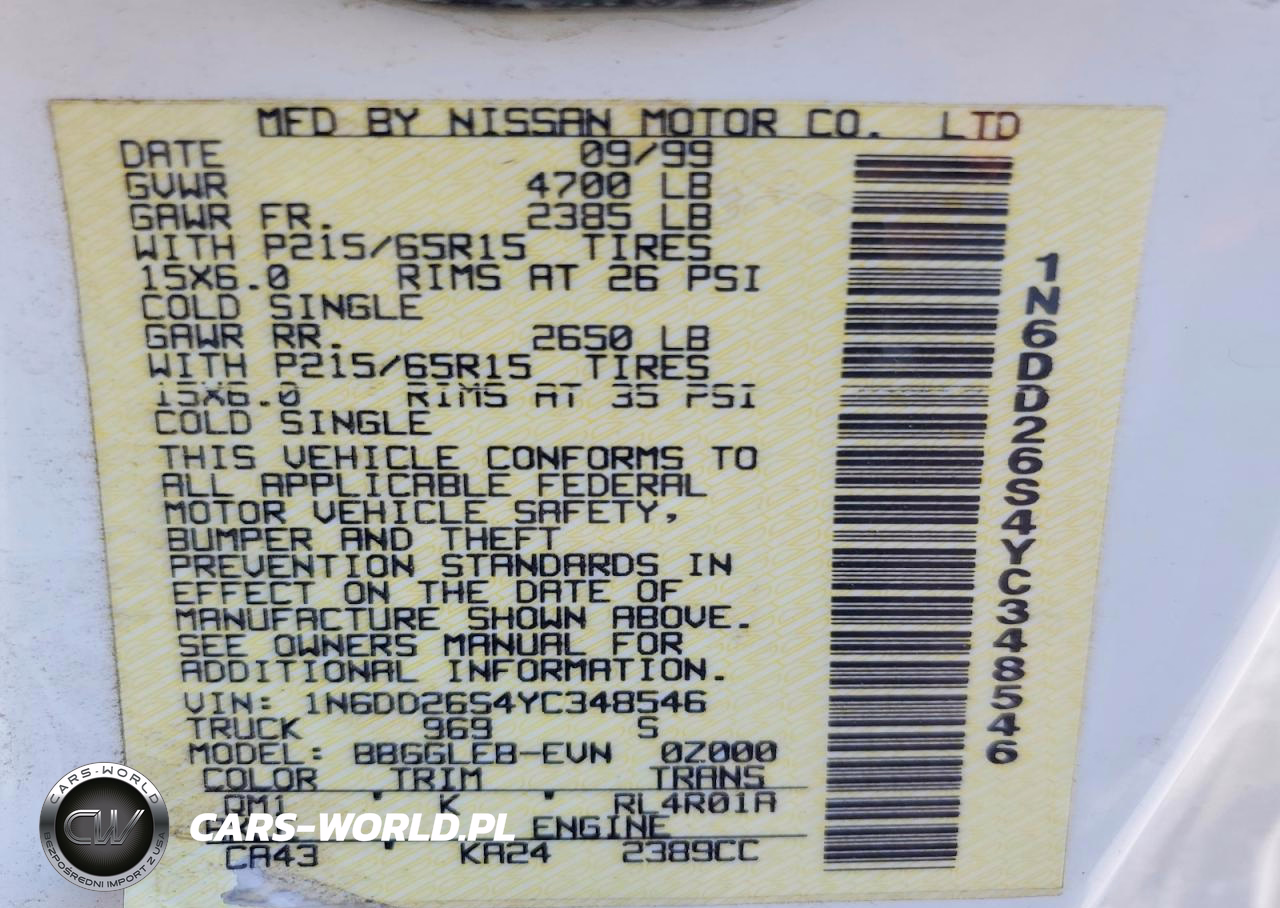 MFD BY NISSAN MOTOR CO. LTD
DATE 09/99
GVWR 4700 LB
GAWR FR. 2385 LB
WITH P215/65R15 TIRES
15X6.0 RIMS AT 26 PSI
COLD SINGLE
GAWR RR. 2650 LB
WITH P215/65R15 TIRES
15X6.0 RIMS AT 35 PSI
COLD SINGLE
THIS VEHICLE CONFORMS TO
ALL APPLICABLE FEDERAL
MOTOR VEHICLE SAFETY,
BUMPER AND THEFT
PREVENTION STANDARDS IN
EFFECT ON THE DATE OF
MANUFACTURE SHOWN ABOVE.
SEE OWNERS MANUAL FOR
ADDITIONAL INFORMATION.
VIN: 1N6DD26S4YC348546
TRUCK 969 S
MODEL: BBGGLEB-EVN 0Z000
COLOR TRIM TRANS
QM1 K RL4R01A
ENGINE
CA43 KA24 2389CC
1N6DD26S4YC348546
CARS-WORLD
CW
BEZPOŚREDNI IMPORT Z USA
CARS-WORLD.PL